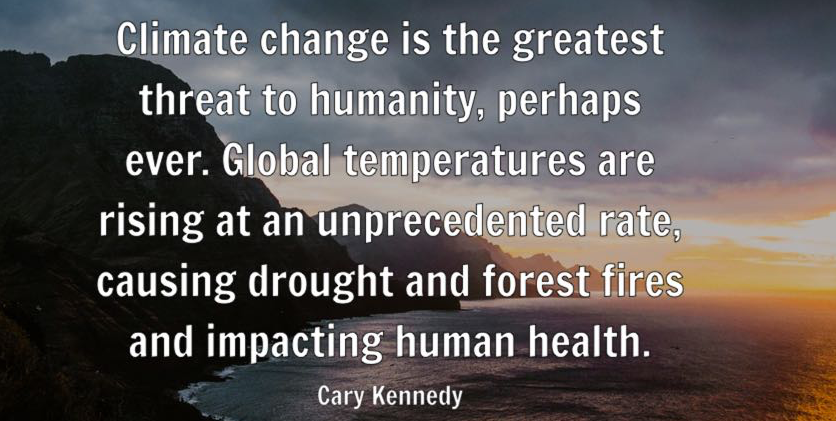 Climate change is the greatest
threat to humanity, perhaps
ever. Global temperatures are
rising at an unprecedented rate,
causing drought and forest fires
and impacting human health.
Cary Kennedy